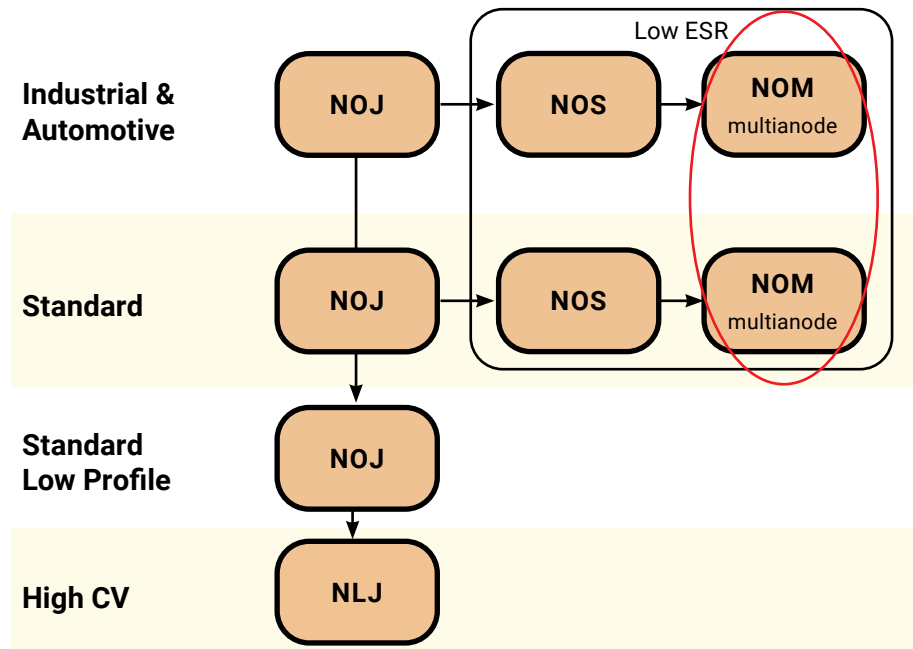 Low ESR
Industrial &
Automotive
NOJ
NOS
NOM
multianode
Standard
NOJ
NOS
NOM
multianode
Standard
Low Profile
NOJ
High CV
NLJ